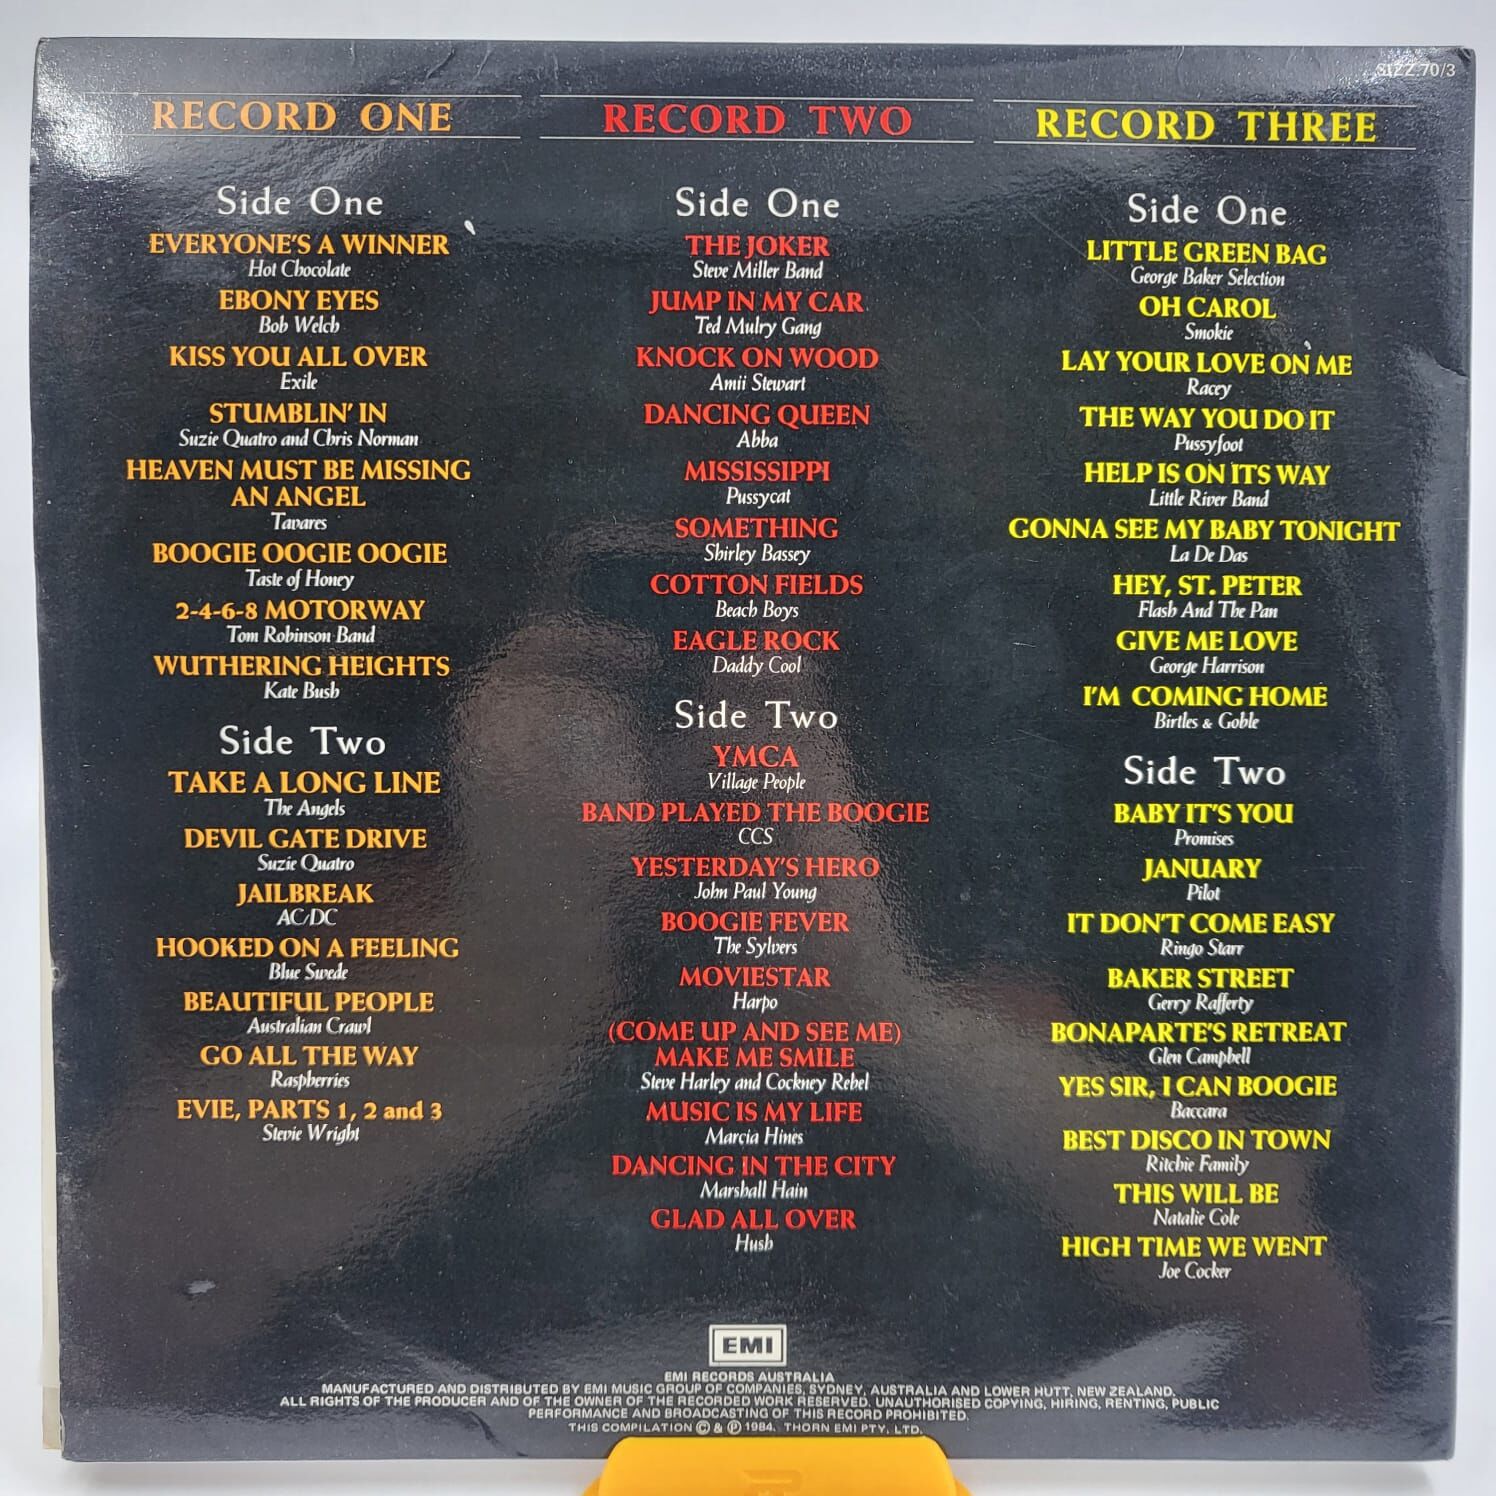 SIZZ.70/3
RECORD ONE
Side One
EVERYONE'S A WINNER
Hot Chocolate
EBONY EYES
Bob Welch
KISS YOU ALL OVER
Exile
STUMBLIN' IN
Suzie Quatro and Chris Norman
HEAVEN MUST BE MISSING
AN ANGEL
Tavares
BOOGIE OOGIE OOGIE
Taste of Honey
2-4-6-8 MOTORWAY
Tom Robinson Band
WUTHERING HEIGHTS
Kate Bush
Side Two
TAKE A LONG LINE
The Angels
DEVIL GATE DRIVE
Suzie Quatro
JAILBREAK
AC/DC
HOOKED ON A FEELING
Blue Swede
BEAUTIFUL PEOPLE
Australian Crawl
GO ALL THE WAY
Raspberries
EVIE, PARTS 1, 2 and 3
Stevie Wright
RECORD TWO
Side One
THE JOKER
Steve Miller Band
JUMP IN MY CAR
Ted Mulry Gang
KNOCK ON WOOD
Amii Stewart
DANCING QUEEN
Abba
MISSISSIPPI
Pussycat
SOMETHING
Shirley Bassey
COTTON FIELDS
Beach Boys
EAGLE ROCK
Daddy Cool
Side Two
YMCA
Village People
BAND PLAYED THE BOOGIE
CCS
YESTERDAY'S HERO
John Paul Young
BOOGIE FEVER
The Sylvers
MOVIESTAR
Harpo
(COME UP AND SEE ME)
MAKE ME SMILE
Steve Harley and Cockney Rebel
MUSIC IS MY LIFE
Marcia Hines
DANCING IN THE CITY
Marshall Hain
GLAD ALL OVER
Hush
RECORD THREE
Side One
LITTLE GREEN BAG
George Baker Selection
OH CAROL
Smokie
LAY YOUR LOVE ON ME
Racey
THE WAY YOU DO IT
Pussyfoot
HELP IS ON ITS WAY
Little River Band
GONNA SEE MY BABY TONIGHT
La De Das
HEY, ST. PETER
Flash And The Pan
GIVE ME LOVE
George Harrison
I'M COMING HOME
Birtles & Goble
Side Two
BABY IT'S YOU
Promises
JANUARY
Pilot
IT DON'T COME EASY
Ringo Starr
BAKER STREET
Gerry Rafferty
BONAPARTE'S RETREAT
Glen Campbell
YES SIR, I CAN BOOGIE
Baccara
BEST DISCO IN TOWN
Ritchie Family
THIS WILL BE
Natalie Cole
HIGH TIME WE WENT
Joe Cocker
EMI
EMI RECORDS AUSTRALIA
MANUFACTURED AND DISTRIBUTED BY EMI MUSIC GROUP OF COMPANIES, SYDNEY, AUSTRALIA AND LOWER HUTT, NEW ZEALAND.
ALL RIGHTS OF THE PRODUCER AND OF THE OWNER OF THE RECORDED WORK RESERVED. UNAUTHORISED COPYING, HIRING, RENTING, PUBLIC
PERFORMANCE AND BROADCASTING OF THIS RECORD PROHIBITED.
THIS COMPILATION © & ℗ 1984. THORN EMI PTY. LTD.